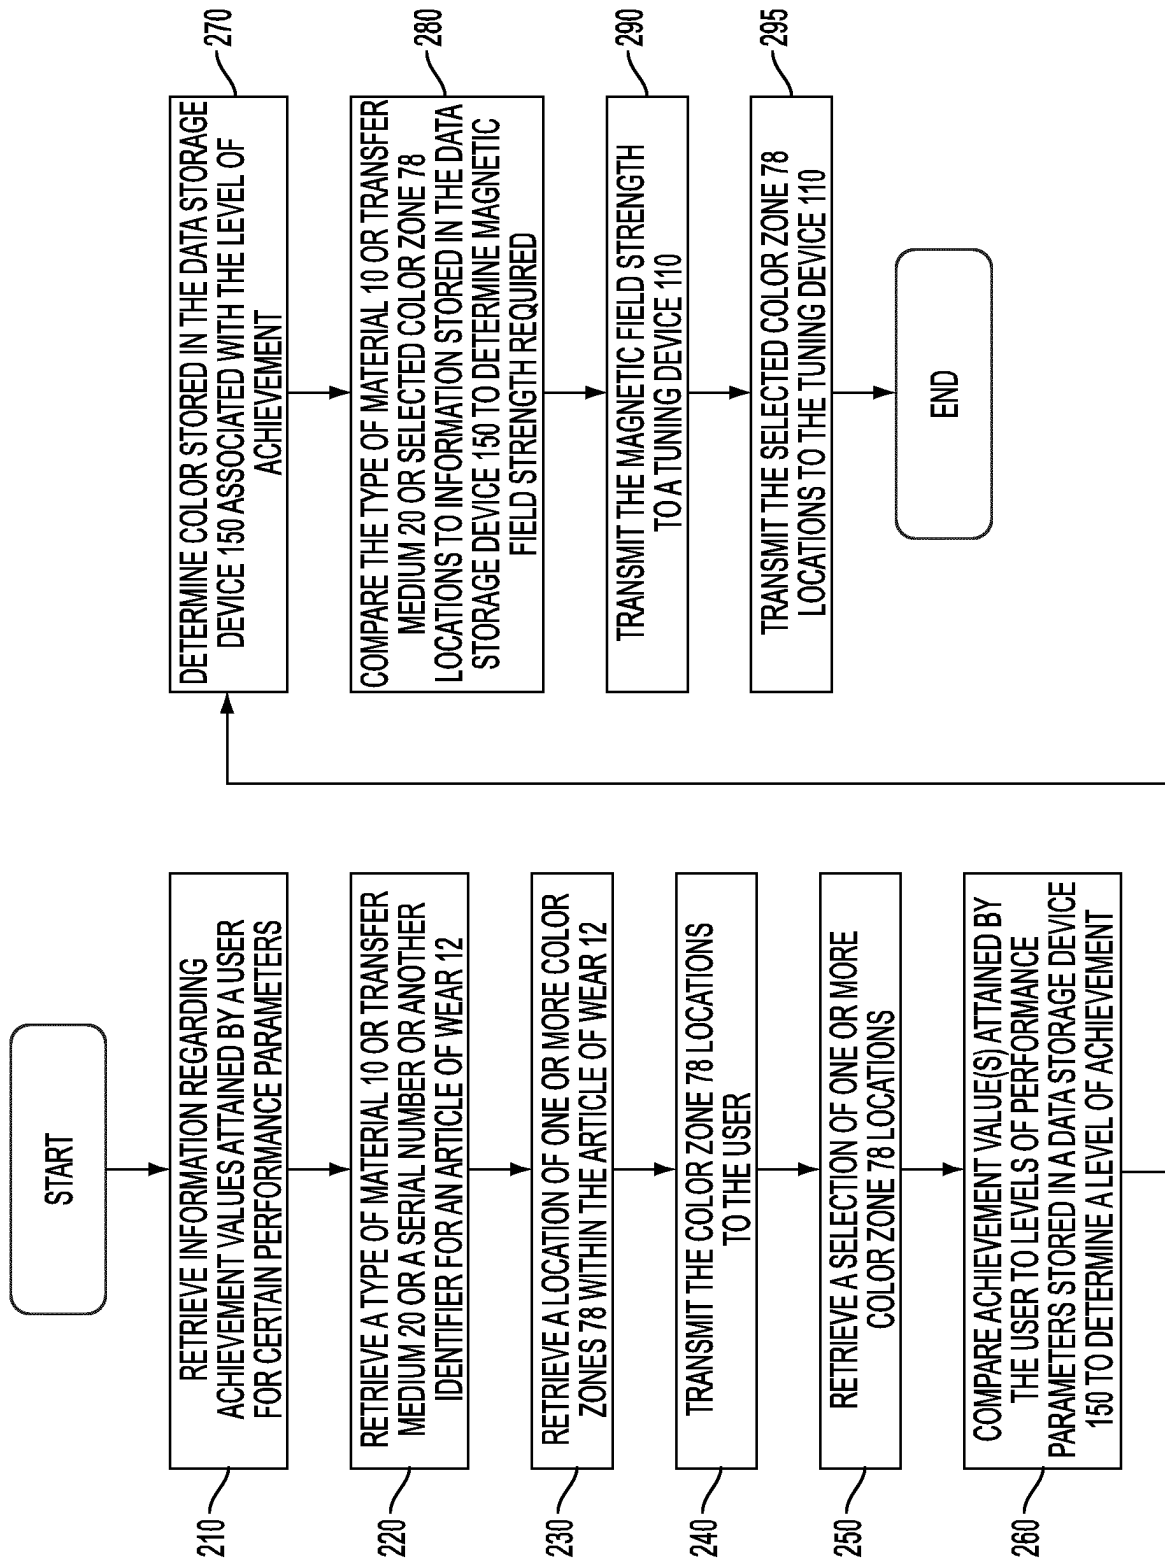 START
RETRIEVE INFORMATION REGARDING
ACHIEVEMENT VALUES ATTAINED BY A USER
FOR CERTAIN PERFORMANCE PARAMETERS
210
RETRIEVE A TYPE OF MATERIAL 10 OR TRANSFER
MEDIUM 20 OR A SERIAL NUMBER OR ANOTHER
IDENTIFIER FOR AN ARTICLE OF WEAR 12
220
RETRIEVE A LOCATION OF ONE OR MORE COLOR
ZONES 78 WITHIN THE ARTICLE OF WEAR 12
230
TRANSMIT THE COLOR ZONE 78 LOCATIONS
TO THE USER
240
RETRIEVE A SELECTION OF ONE OR MORE
COLOR ZONE 78 LOCATIONS
250
COMPARE ACHIEVEMENT VALUE(S) ATTAINED BY
THE USER TO LEVELS OF PERFORMANCE
PARAMETERS STORED IN A DATA STORAGE DEVICE
150 TO DETERMINE A LEVEL OF ACHIEVEMENT
260
DETERMINE COLOR STORED IN THE DATA STORAGE
DEVICE 150 ASSOCIATED WITH THE LEVEL OF
ACHIEVEMENT
270
COMPARE THE TYPE OF MATERIAL 10 OR TRANSFER
MEDIUM 20 OR SELECTED COLOR ZONE 78
LOCATIONS TO INFORMATION STORED IN THE DATA
STORAGE DEVICE 150 TO DETERMINE MAGNETIC
FIELD STRENGTH REQUIRED
280
TRANSMIT THE MAGNETIC FIELD STRENGTH
TO A TUNING DEVICE 110
290
TRANSMIT THE SELECTED COLOR ZONE 78
LOCATIONS TO THE TUNING DEVICE 110
295
END